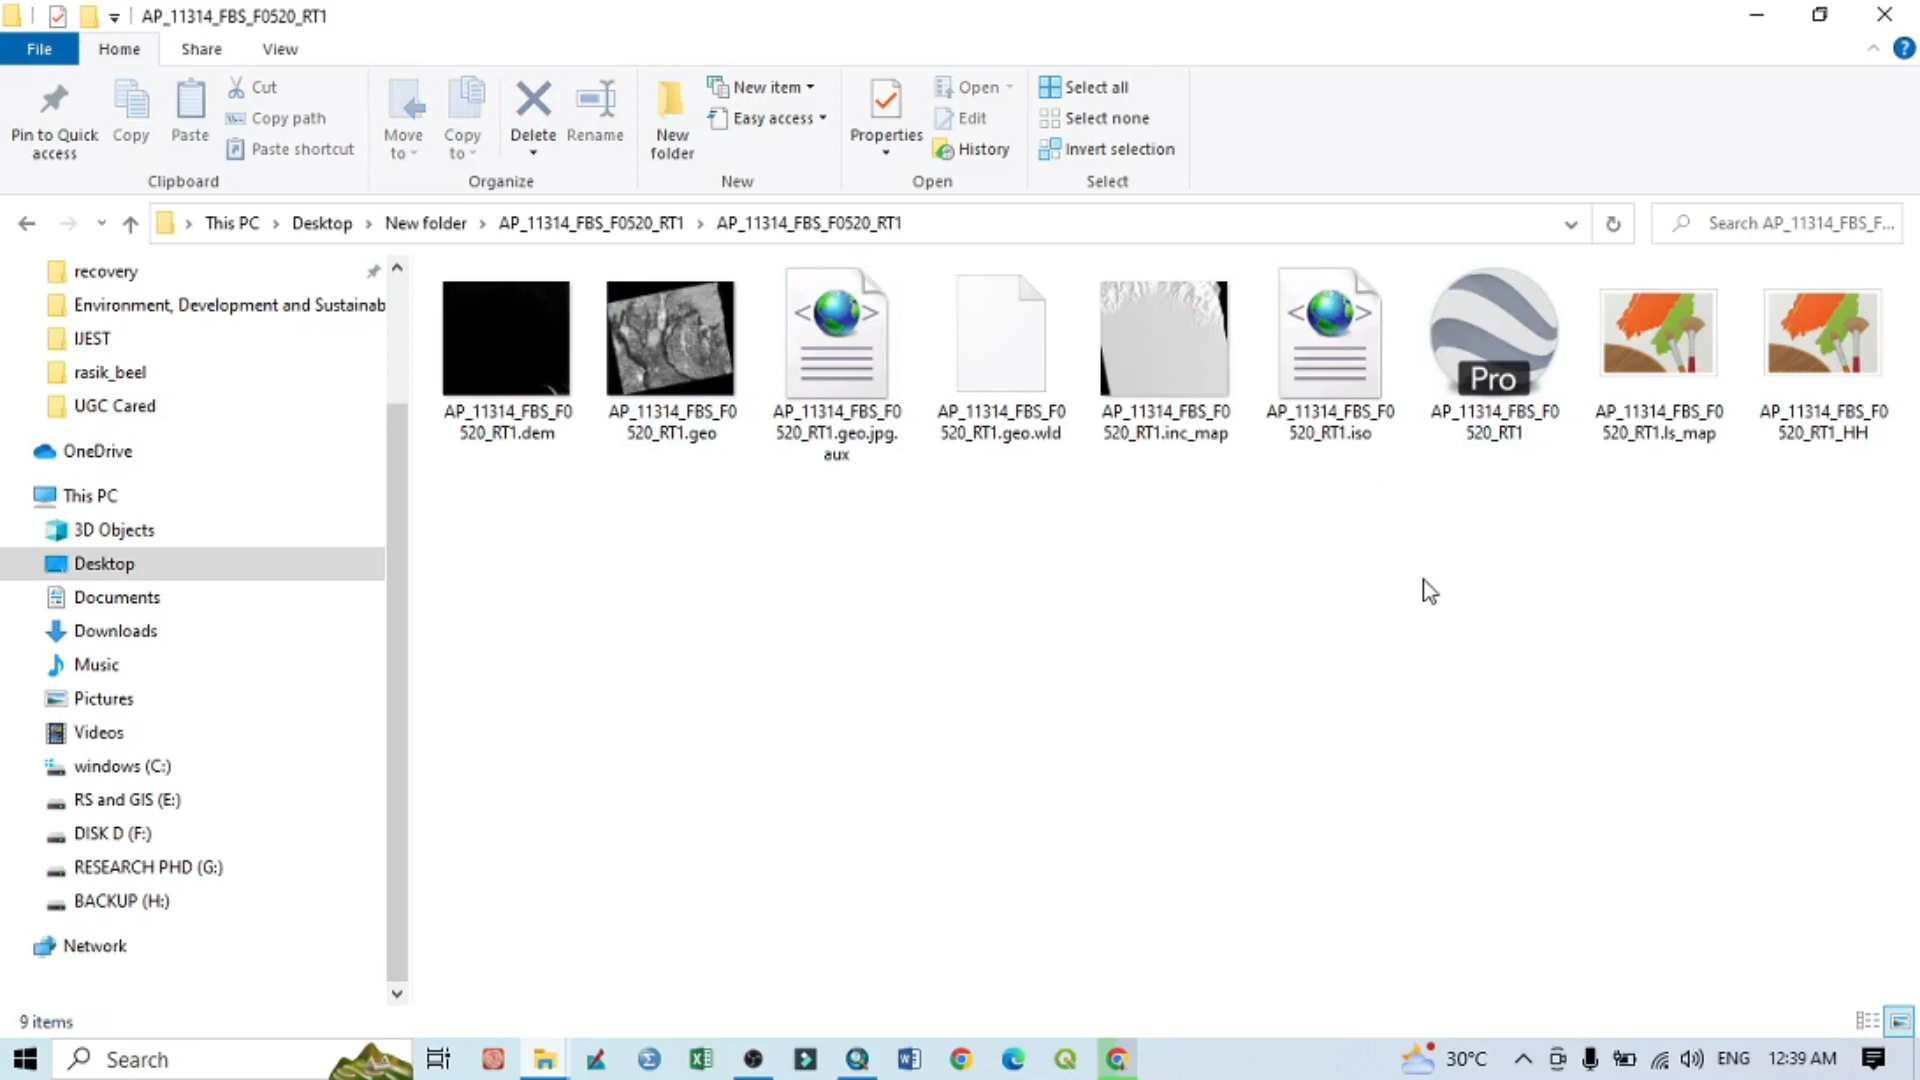 AP_11314_FBS_F0520_RT1
File
Home
Share
View
Pin to Quick
access
Copy
Paste
Cut
Copy path
Paste shortcut
Clipboard
Move
to
Copy
to
Delete
Rename
Organize
New
folder
New item
Easy access
New
Properties
Open
Edit
History
Open
Select all
Select none
Invert selection
Select
This PC
Desktop
New folder
AP_11314_FBS_F0520_RT1
AP_11314_FBS_F0520_RT1
Search AP_11314_FBS_F...
recovery
Environment, Development and Sustainab
IJEST
rasik_beel
UGC Cared
OneDrive
This PC
3D Objects
Desktop
Documents
Downloads
Music
Pictures
Videos
windows (C:)
RS and GIS (E:)
DISK D (F:)
RESEARCH PHD (G:)
BACKUP (H:)
Network
AP_11314_FBS_F0
520_RT1.dem
AP_11314_FBS_F0
520_RT1.geo
AP_11314_FBS_F0
520_RT1.geo.jpg.
aux
AP_11314_FBS_F0
520_RT1.geo.wld
AP_11314_FBS_F0
520_RT1.inc_map
AP_11314_FBS_F0
520_RT1.iso
Pro
AP_11314_FBS_F0
520_RT1
AP_11314_FBS_F0
520_RT1.ls_map
AP_11314_FBS_F0
520_RT1_HH
9 items
Search
30°C
ENG
12:39 AM